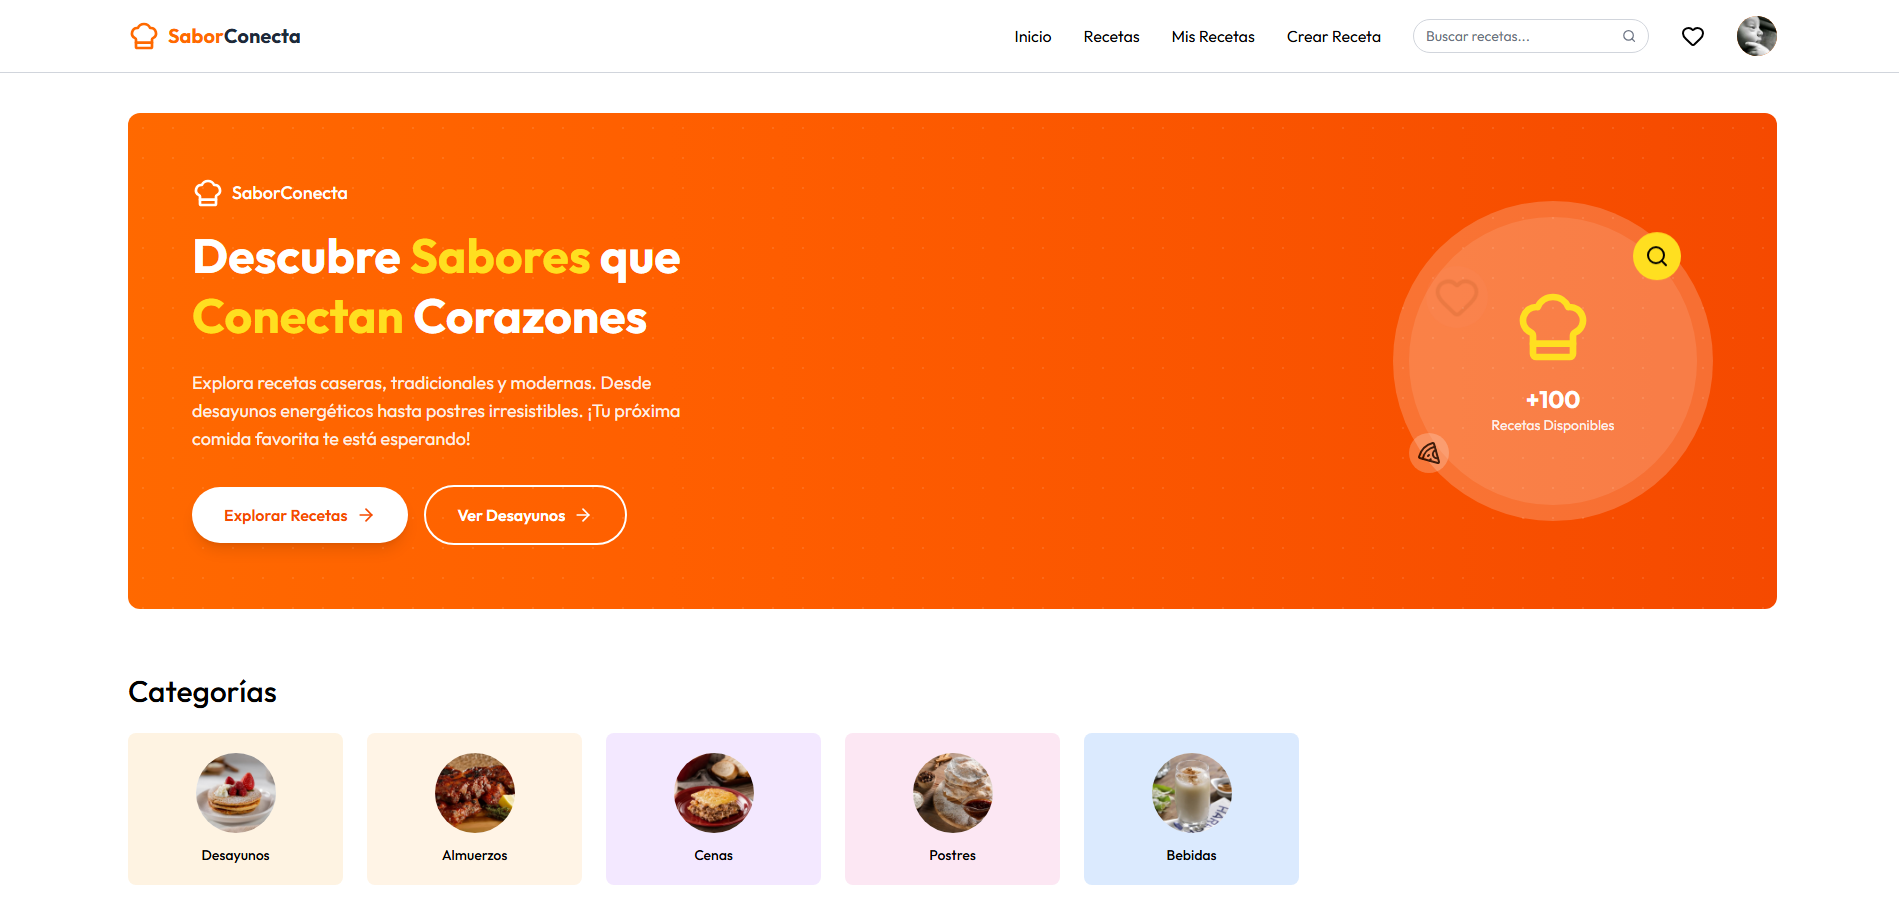 SaborConecta
Inicio
Recetas
Mis Recetas
Crear Receta
Buscar recetas...
SaborConecta
Descubre Sabores que
Conectan Corazones
Explora recetas caseras, tradicionales y modernas. Desde
desayunos energéticos hasta postres irresistibles. ¡Tu próxima
comida favorita te está esperando!
Explorar Recetas
Ver Desayunos
+100
Recetas Disponibles
Categorías
Desayunos
Almuerzos
Cenas
Postres
Bebidas